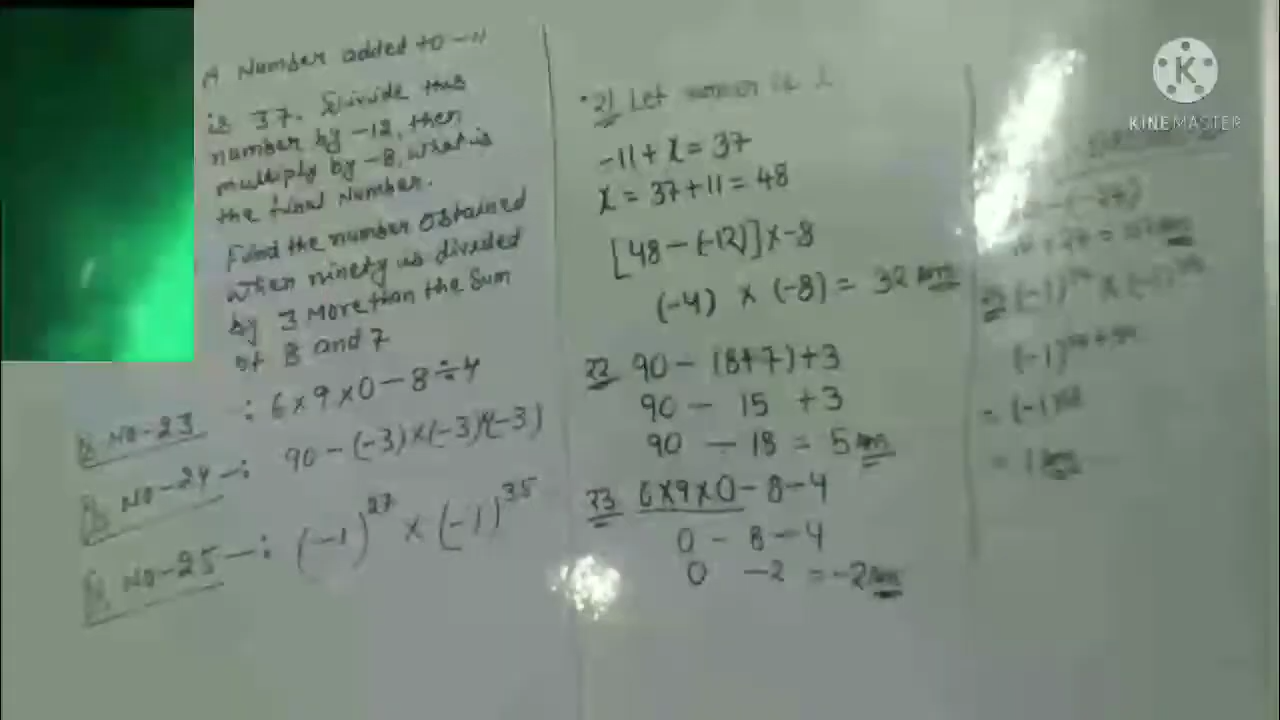 A Number added to -11
is 37. Divide this
number by -12, then
multiply by -8, what is
the final Number.
Find the number obtained
when ninety is divided
by 3 More than the Sum
of 8 and 7
No-23 : 6×9×0-8÷4
No-24 -: 90-(-3)×(-3)×(-3)
No-25 -: (-1)^27 × (-1)^35
21 Let
-11+x=37
x=37+11=48
[48-(-12)]×-8
(-4) × (-8) = 32 Ans
22 90-(8+7)+3
90 - 15 +3
90 - 18 = 5 Ans
23 6×9×0-8-4
0-8-4
0 -2 =-2 Ans
KINEMASTER
= 1 Ans